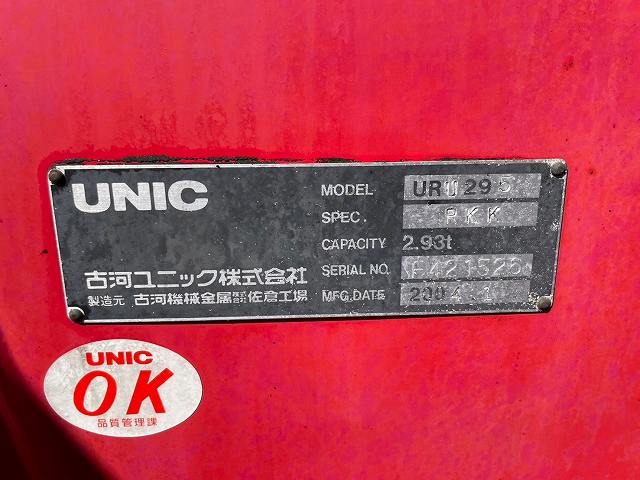 UNIC
MODEL
SPEC. PKK
CAPACITY 2.93t
SERIAL NO.
MFG.DATE 2004
古河ユニック株式会社
製造元 古河機械金属株式会社佐倉工場
UNIC
OK
品質管理課